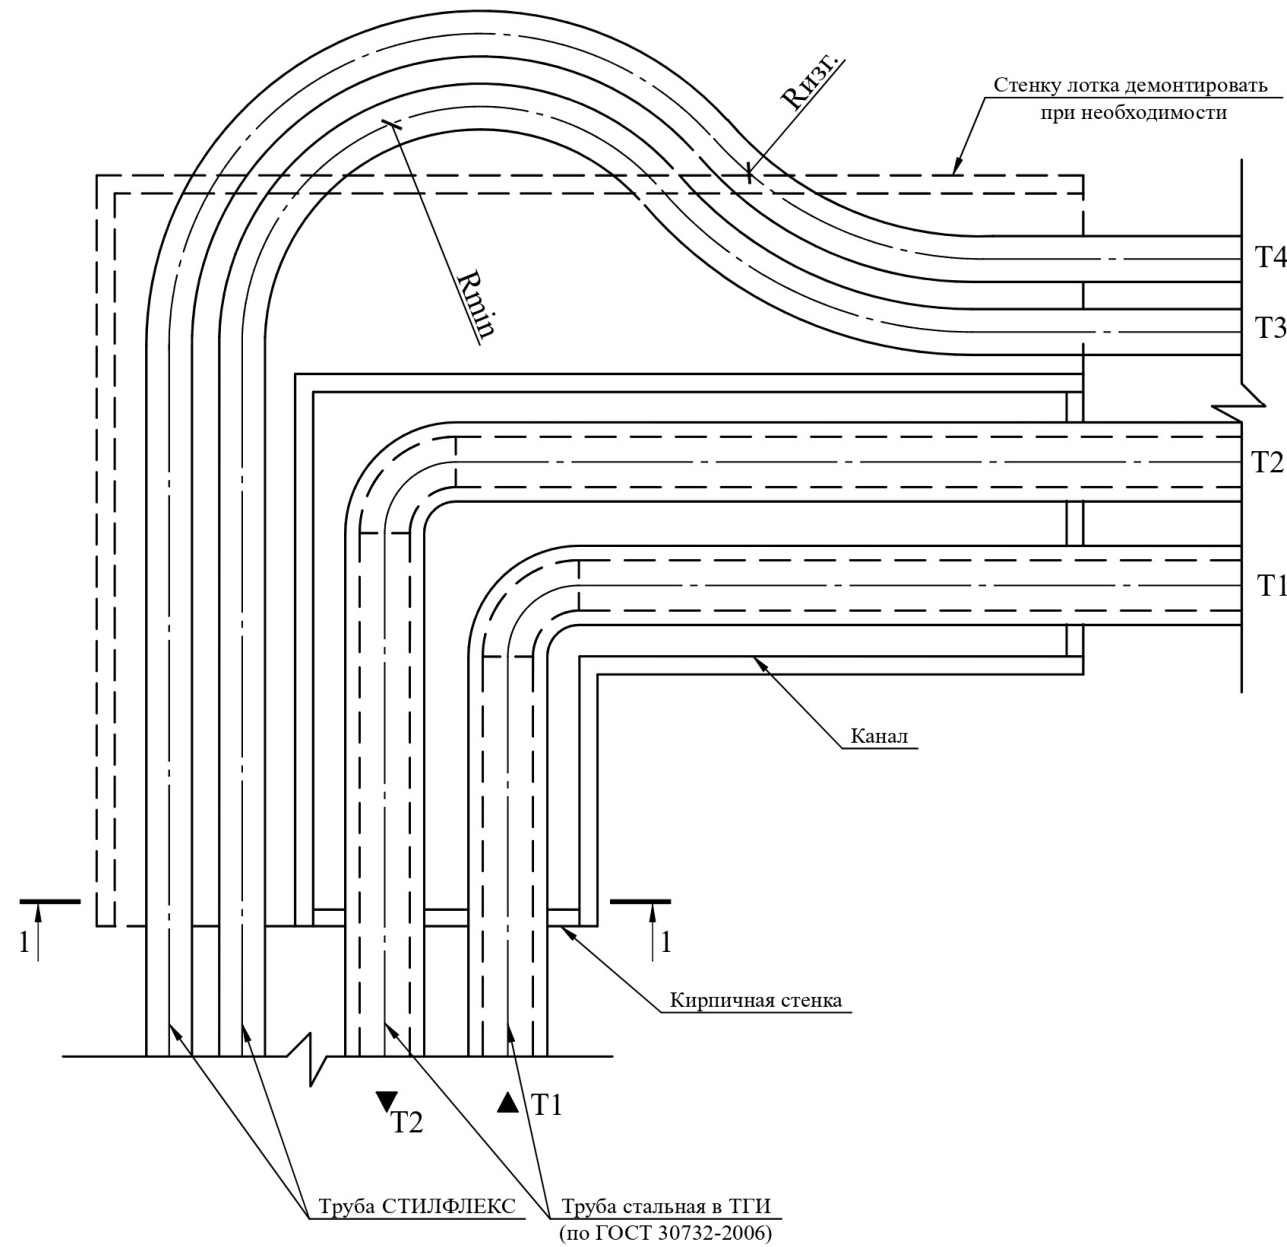 Rизг.
Стенку лотка демонтировать
при необходимости
Rmin
T4
T3
T2
T1
Канал
1
1
Кирпичная стенка
T2
T1
Труба СТИЛФЛЕКС
Труба стальная в ТГИ
(по ГОСТ 30732-2006)